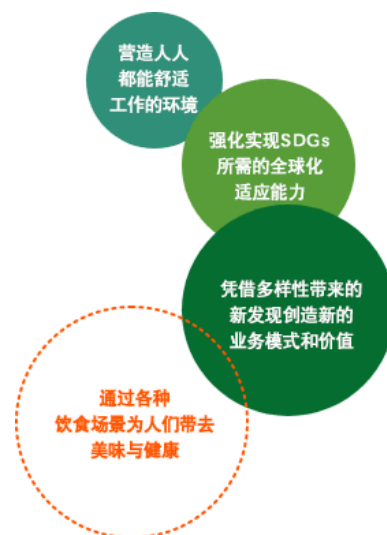 营造人人
都能舒适
工作的环境
强化实现SDGs
所需的全球化
适应能力
凭借多样性带来的
新发现创造新的
业务模式和价值
通过各种
饮食场景为人们带去
美味与健康